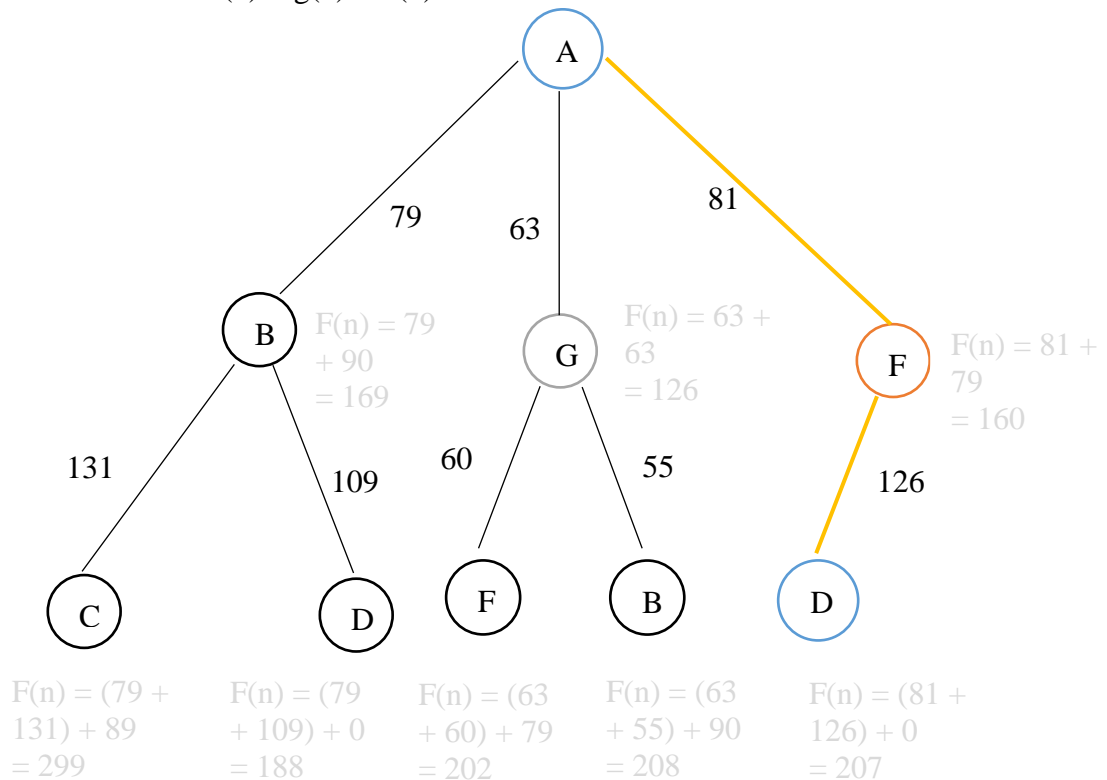 A
79
63
81
B
F(n) = 79
+ 90
= 169
G
F(n) = 63 +
63
= 126
F
F(n) = 81 +
79
= 160
131
109
60
55
126
C
D
F
B
D
F(n) = (79 +
131) + 89
= 299
F(n) = (79
+ 109) + 0
= 188
F(n) = (63
+ 60) + 79
= 202
F(n) = (63
+ 55) + 90
= 208
F(n) = (81 +
126) + 0
= 207